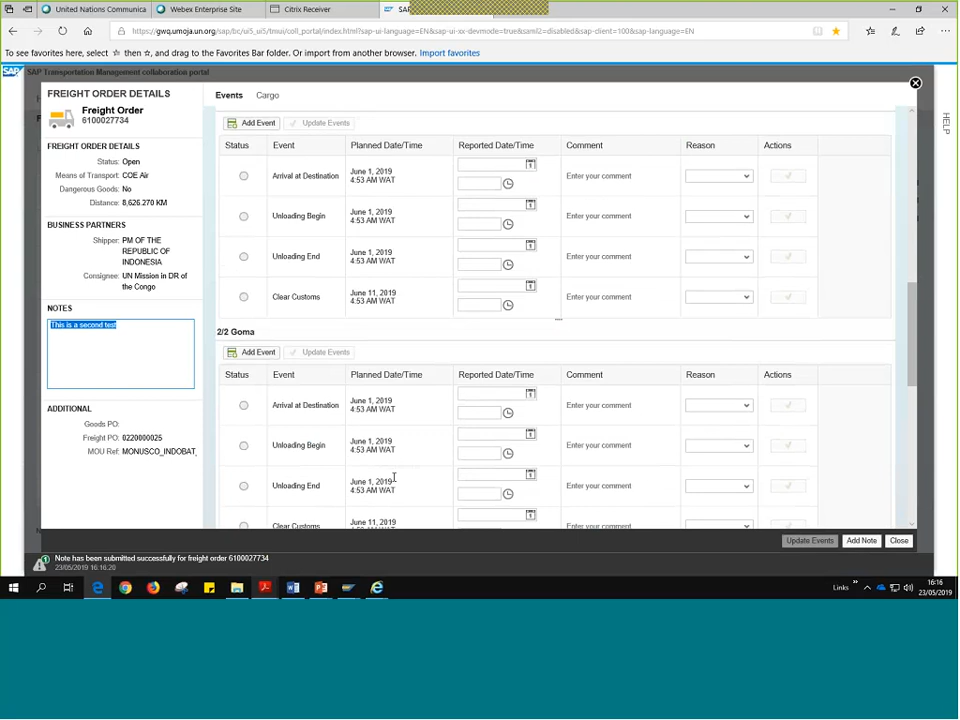 United Nations Communica
Webex Enterprise Site
Citrix Receiver
SAP
https://gwq.umoja.un.org/sap/bc/ui5_ui5/tmui/coll_portal/index.html?sap-ui-language=EN&sap-ui-xx-devmode=true&saml2=disabled&sap-client=100&sap-language=EN
To see favorites here, select ☆ then ☆, and drag to the Favorites Bar folder. Or import from another browser. Import favorites
SAP
SAP Transportation Management collaboration portal
FREIGHT ORDER DETAILS
Freight Order
6100027734
FREIGHT ORDER DETAILS
Status: Open
Means of Transport: COE Air
Dangerous Goods: No
Distance: 8,626.270 KM
BUSINESS PARTNERS
Shipper: PM OF THE
REPUBLIC OF
INDONESIA
Consignee: UN Mission in DR of
the Congo
NOTES
This is a second test
ADDITIONAL
Goods PO:
Freight PO: 0220000025
MOU Ref: MONUSCO_INDOBAT_
Events Cargo
HELP
Add Event Update Events
Status Event Planned Date/Time Reported Date/Time Comment Reason Actions
Arrival at Destination June 1, 2019 Enter your comment
4:53 AM WAT
Unloading Begin June 1, 2019 Enter your comment
4:53 AM WAT
Unloading End June 1, 2019 Enter your comment
4:53 AM WAT
Clear Customs June 11, 2019 Enter your comment
4:53 AM WAT
2/2 Goma
Add Event Update Events
Status Event Planned Date/Time Reported Date/Time Comment Reason Actions
Arrival at Destination June 1, 2019 Enter your comment
4:53 AM WAT
Unloading Begin June 1, 2019 Enter your comment
4:53 AM WAT
Unloading End June 1, 2019 Enter your comment
4:53 AM WAT
Clear Customs June 11, 2019 Enter your comment
Update Events Add Note Close
Note has been submitted successfully for freight order 6100027734
23/05/2019 16:16:20
Links
16:16
23/05/2019